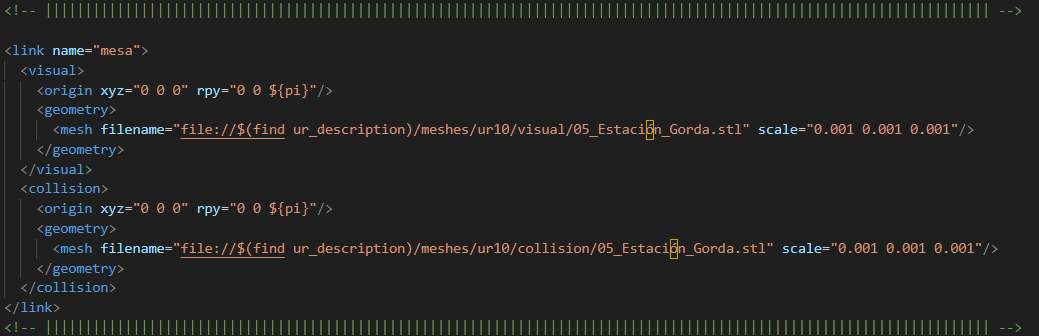 <!-- |||||||||||||||||||||||||||||||||||||||||||||||||||||||||||||||||||||||||||||||||||||||||||||||||||||||||||||||||||||| -->
<link name="mesa">
<visual>
<origin xyz="0 0 0" rpy="0 0 ${pi}"/>
<geometry>
<mesh filename="file://$(find ur_description)/meshes/ur10/visual/05_Estación_Gorda.stl" scale="0.001 0.001 0.001"/>
</geometry>
</visual>
<collision>
<origin xyz="0 0 0" rpy="0 0 ${pi}"/>
<geometry>
<mesh filename="file://$(find ur_description)/meshes/ur10/collision/05_Estación_Gorda.stl" scale="0.001 0.001 0.001"/>
</geometry>
</collision>
</link>
<!-- |||||||||||||||||||||||||||||||||||||||||||||||||||||||||||||||||||||||||||||||||||||||||||||||||||||||||||||||||||||| -->